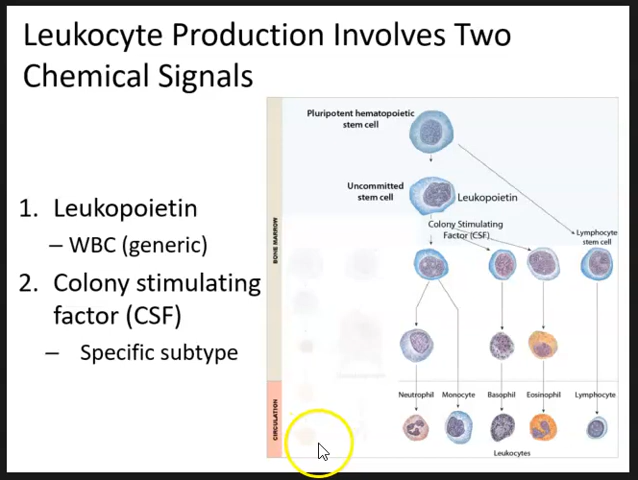 Leukocyte Production Involves Two
Chemical Signals
1. Leukopoietin
– WBC (generic)
2. Colony stimulating
factor (CSF)
– Specific subtype
Pluripotent hematopoietic
stem cell
Uncommitted
stem cell
Leukopoietin
Colony Stimulating
Factor (CSF)
Lymphocyte
stem cell
BONE MARROW
Neutrophil Monocyte Basophil Eosinophil Lymphocyte
CIRCULATION
Leukocytes